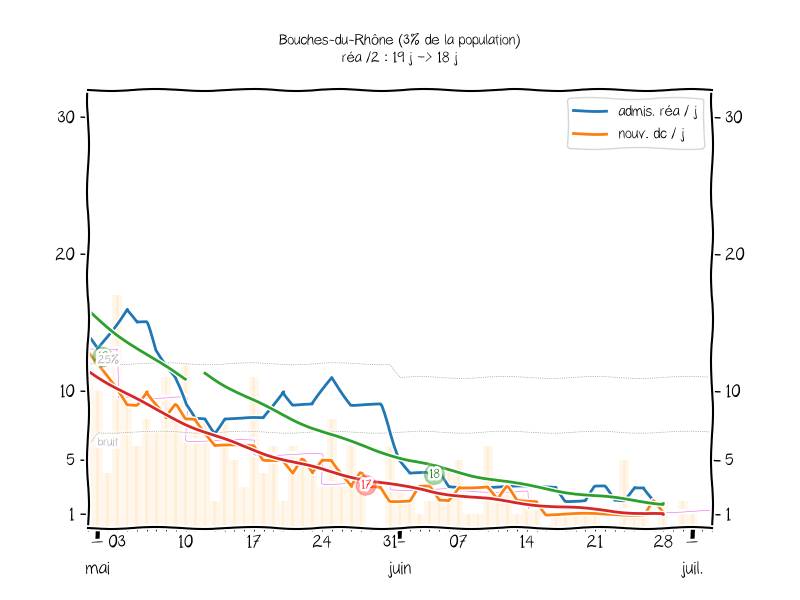 Bouches-du-Rhône (3% de la population)
réa /2 : 19 j -> 18 j
admis. réa / j
nouv. dc / j
30
30
20
20
10
10
5
5
1
1
25%
bruit
18
17
03
10
17
24
31
07
14
21
28
mai
juin
juil.